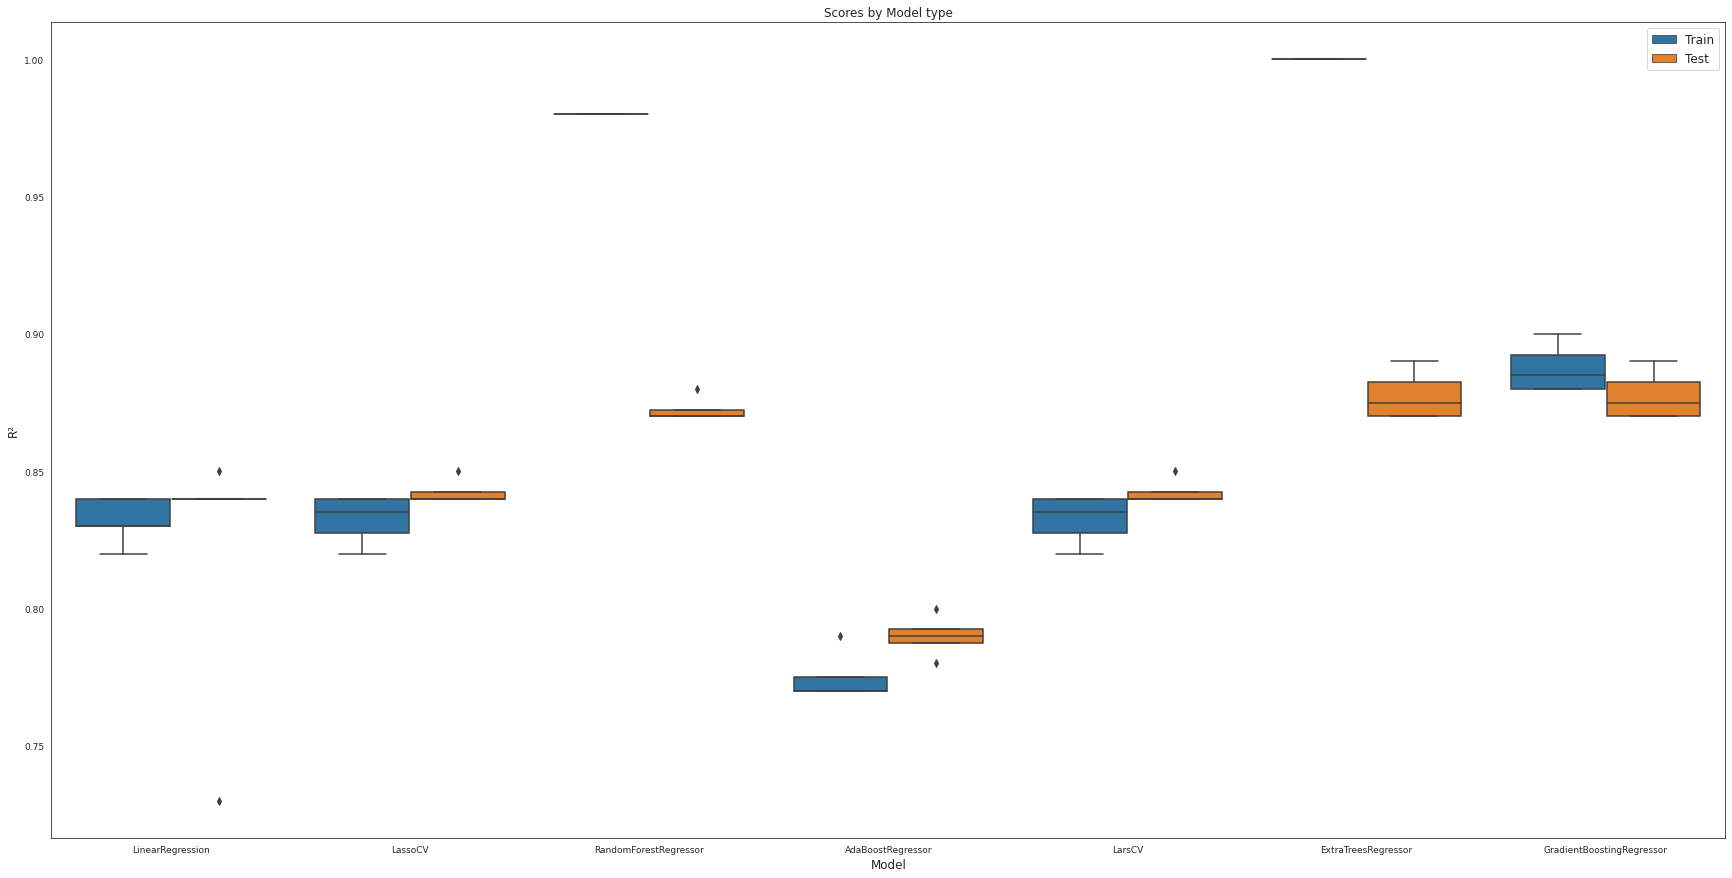 Scores by Model type
Train
Test
1.00
0.95
0.90
0.85
0.80
0.75
R²
LinearRegression
LassoCV
RandomForestRegressor
AdaBoostRegressor
LarsCV
ExtraTreesRegressor
GradientBoostingRegressor
Model